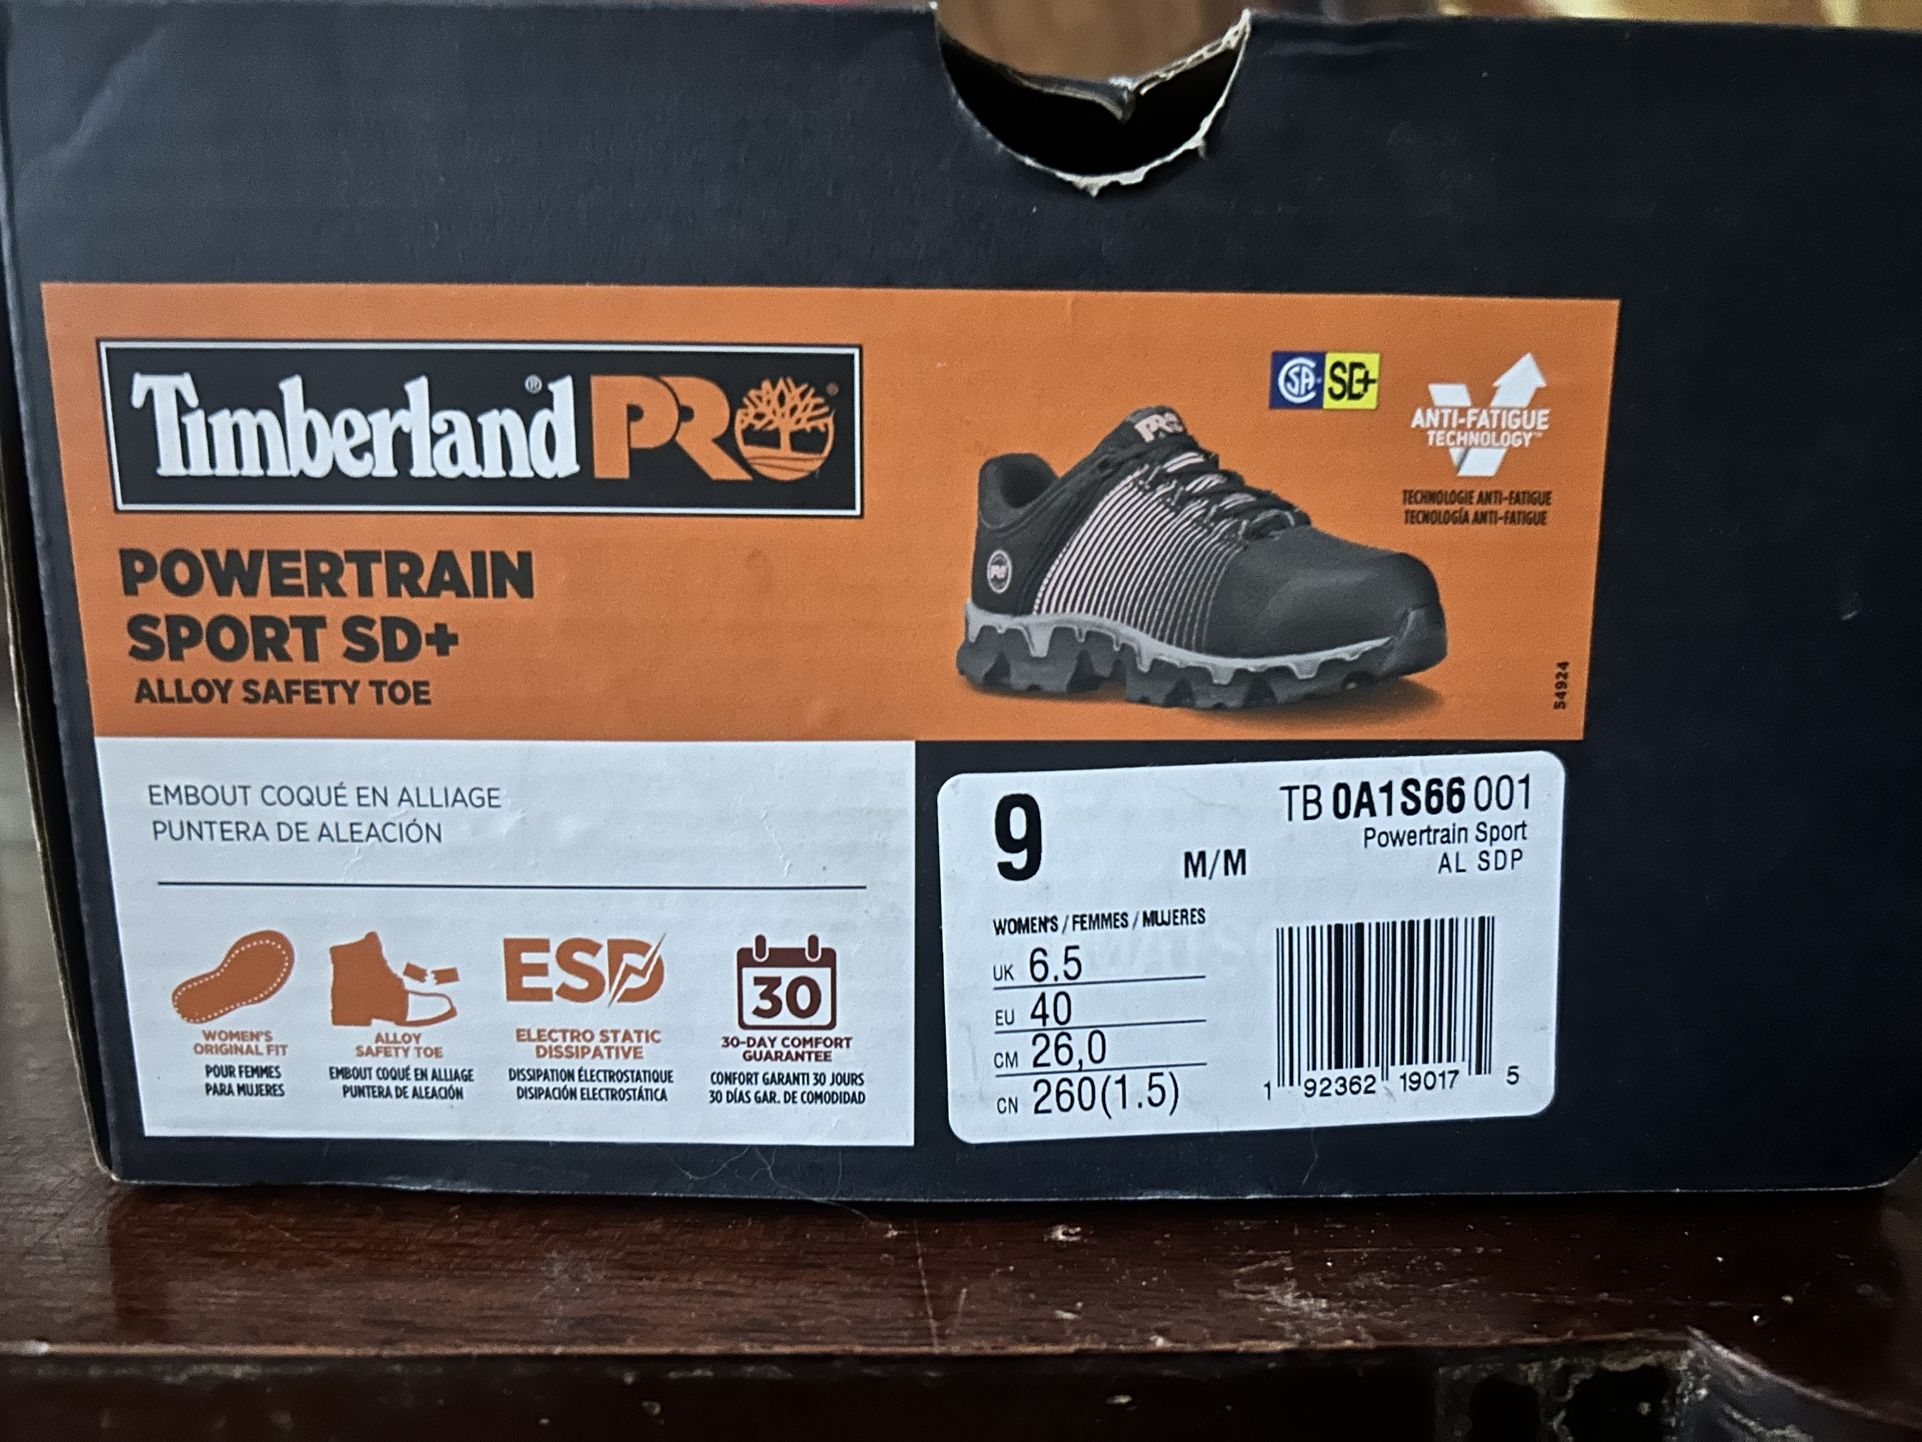 Timberland® PRO®
POWERTRAIN
SPORT SD+
ALLOY SAFETY TOE
CSA SD+
ANTI-FATIGUE
TECHNOLOGY™
TECHNOLOGIE ANTI-FATIGUE
TECNOLOGÍA ANTI-FATIGUE
PRO
54924
EMBOUT COQUÉ EN ALLIAGE
PUNTERA DE ALEACIÓN
WOMEN'S
ORIGINAL FIT
POUR FEMMES
PARA MUJERES
ALLOY
SAFETY TOE
EMBOUT COQUÉ EN ALLIAGE
PUNTERA DE ALEACIÓN
ESD
ELECTRO STATIC
DISSIPATIVE
DISSIPATION ÉLECTROSTATIQUE
DISIPACIÓN ELECTROSTÁTICA
30
30-DAY COMFORT
GUARANTEE
CONFORT GARANTI 30 JOURS
30 DÍAS GAR. DE COMODIDAD
9
M/M
TB 0A1S66 001
Powertrain Sport
AL SDP
WOMEN'S / FEMMES / MUJERES
UK 6.5
EU 40
CM 26,0
CN 260(1.5)
1 92362 19017 5